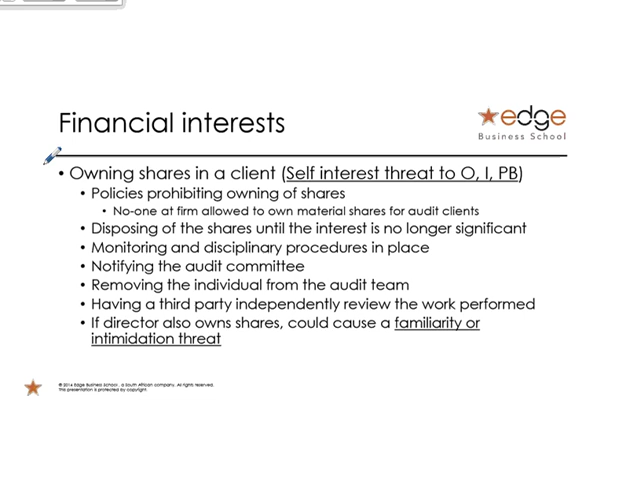 Financial interests
edge
Business School
• Owning shares in a client (Self interest threat to O, I, PB)
• Policies prohibiting owning of shares
• No-one at firm allowed to own material shares for audit clients
• Disposing of the shares until the interest is no longer significant
• Monitoring and disciplinary procedures in place
• Notifying the audit committee
• Removing the individual from the audit team
• Having a third party independently review the work performed
• If director also owns shares, could cause a familiarity or
intimidation threat
© 2016 Edge Business School, a South African company. All rights reserved.
This presentation is protected by copyright.